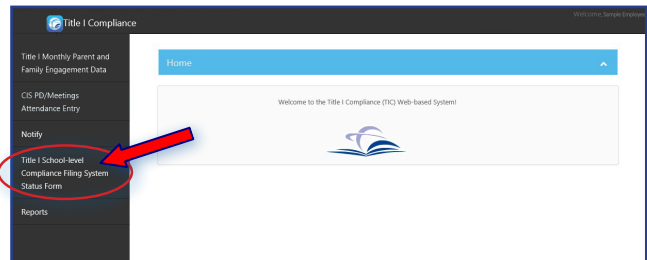 Title I Compliance
Welcome, Sample Employee
Title I Monthly Parent and
Family Engagement Data
CIS PD/Meetings
Attendance Entry
Notify
Title I School-level
Compliance Filing System
Status Form
Reports
Home
Welcome to the Title I Compliance (TIC) Web-based System!